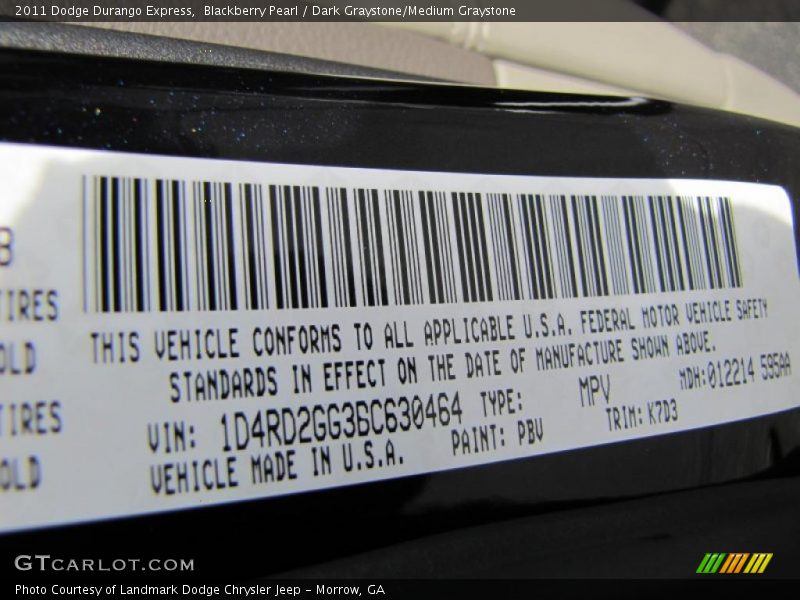 2011 Dodge Durango Express, Blackberry Pearl / Dark Graystone/Medium Graystone
TIRES
OLD
TIRES
OLD
THIS VEHICLE CONFORMS TO ALL APPLICABLE U.S.A. FEDERAL MOTOR VEHICLE SAFETY
STANDARDS IN EFFECT ON THE DATE OF MANUFACTURE SHOWN ABOVE.
VIN: 1D4RD2GG3BC630464 TYPE: MPV MDH:012214 595AA
VEHICLE MADE IN U.S.A. PAINT: PBV TRIM: K7D3
GTCARLOT.COM
Photo Courtesy of Landmark Dodge Chrysler Jeep - Morrow, GA